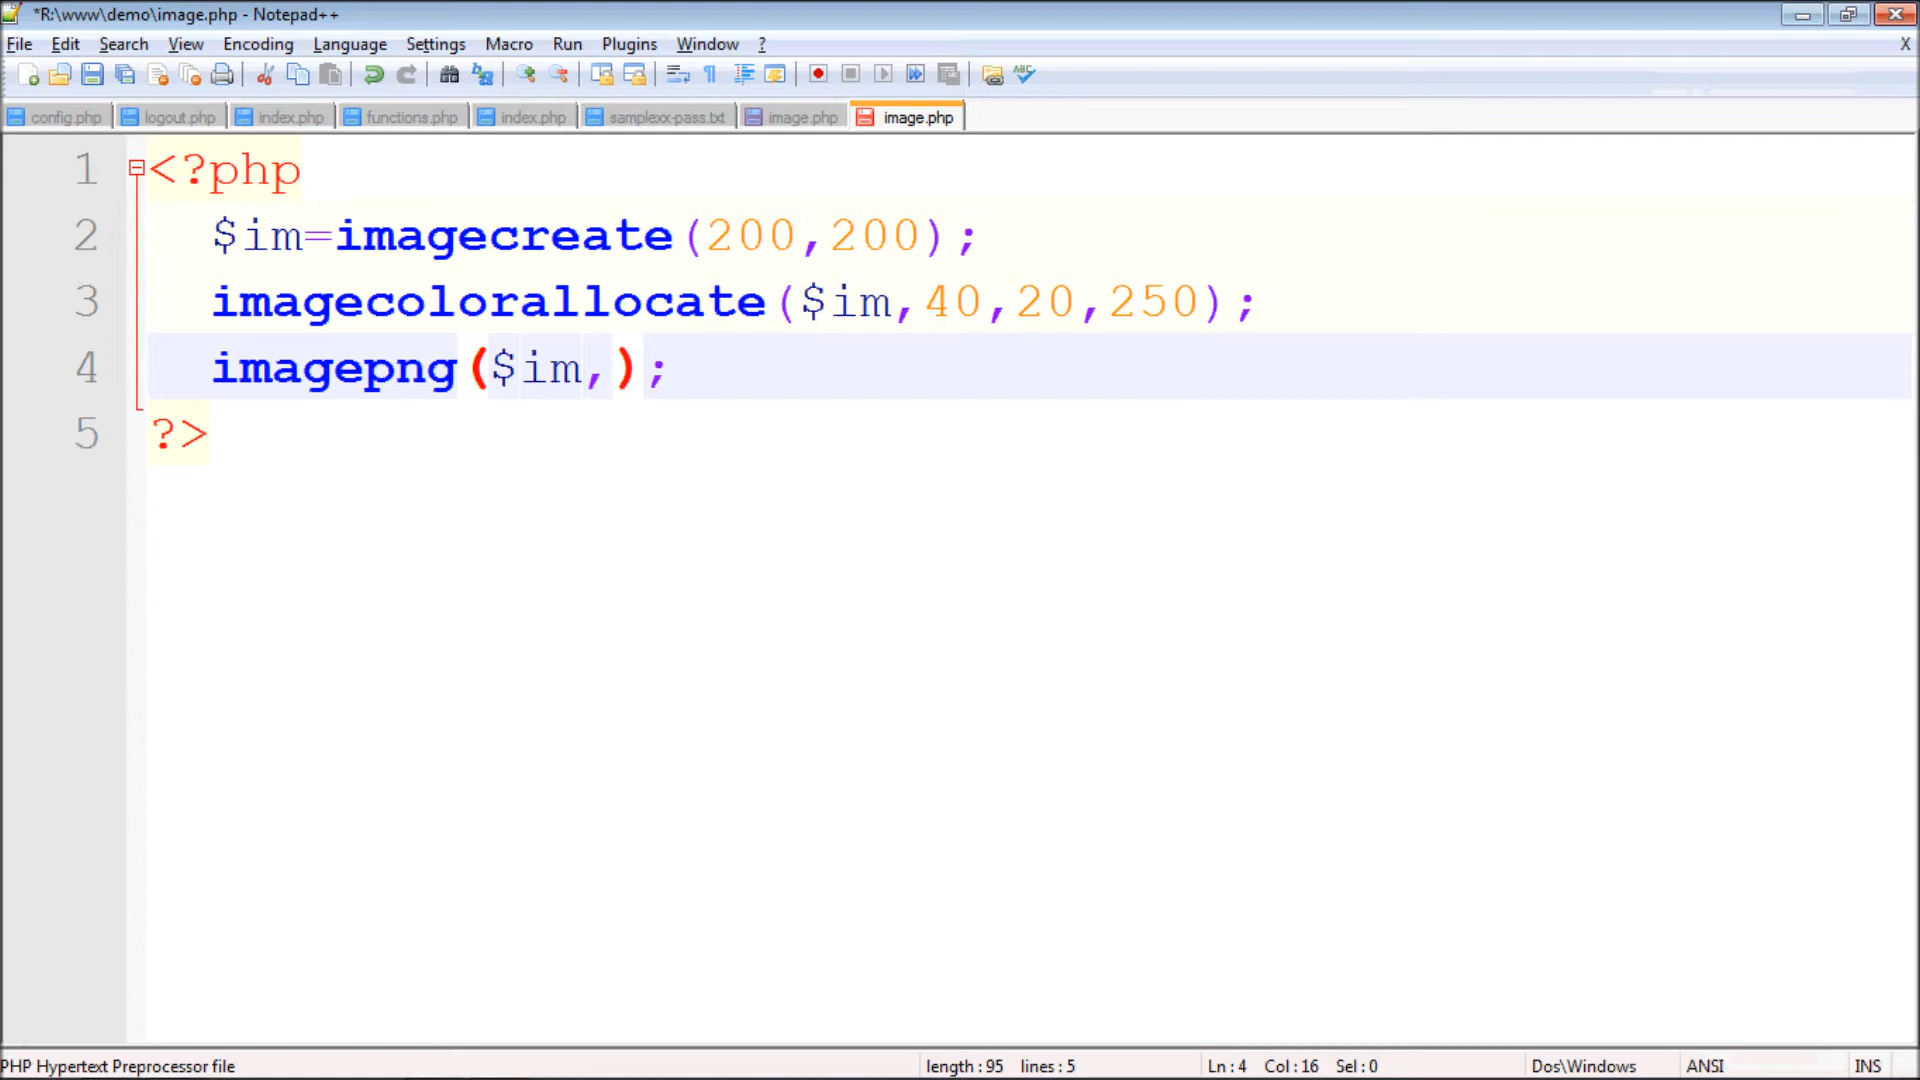 *R:\www\demo\image.php - Notepad++
File Edit Search View Encoding Language Settings Macro Run Plugins Window ? X
config.php logout.php index.php functions.php index.php samplexx-pass.txt image.php image.php
1 <?php
2 $im=imagecreate(200,200);
3 imagecolorallocate($im,40,20,250);
4 imagepng($im,);
5 ?>
PHP Hypertext Preprocessor file length : 95 lines : 5 Ln : 4 Col : 16 Sel : 0 Dos\Windows ANSI INS